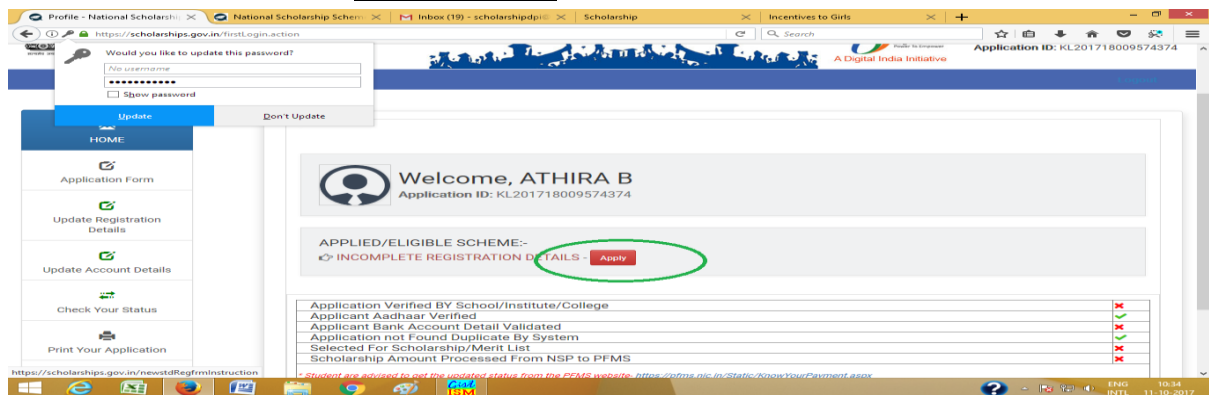 Profile - National Scholarshi
National Scholarship Schem
Inbox (19) - scholarshipdpi@
Scholarship
Incentives to Girls
https://scholarships.gov.in/firstLogin.action
Search
Would you like to update this password?
No username
•••••••••••
Show password
Update
Don't Update
A Digital India Initiative
Application ID: KL201718009574374
HOME
Application Form
Update Registration
Details
Update Account Details
Check Your Status
Print Your Application
Welcome, ATHIRA B
Application ID: KL201718009574374
APPLIED/ELIGIBLE SCHEME:-
INCOMPLETE REGISTRATION DETAILS - Apply
Application Verified BY School/Institute/College
Applicant Aadhaar Verified
Applicant Bank Account Detail Validated
Application not Found Duplicate By System
Selected For Scholarship/Merit List
Scholarship Amount Processed From NSP to PFMS
* Student are advised to get the updated status from the PFMS website- https://pfms.nic.in/Static/KnowYourPayment.aspx
https://scholarships.gov.in/newstdRegfrmInstruction
Gist
ISM
ENG
INTL
10:34
11-10-2017